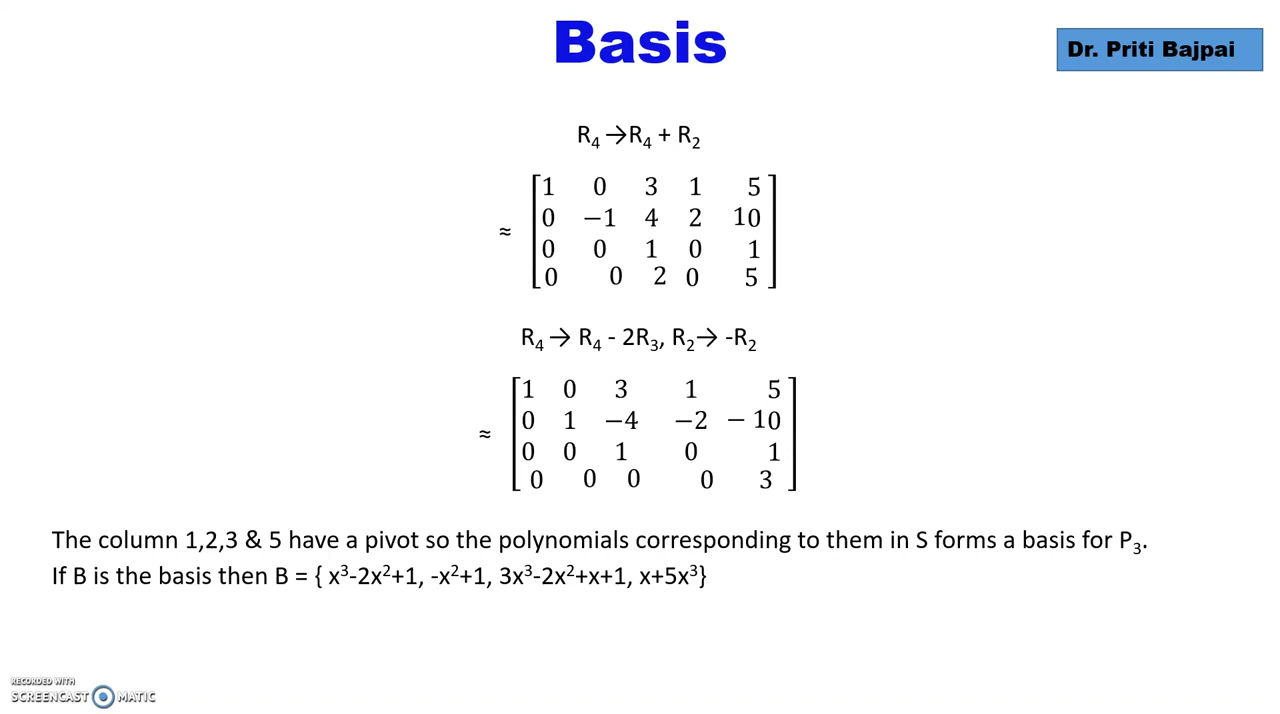 Basis
Dr. Priti Bajpai
R₄ →R₄ + R₂
1 0 3 1 5
0 −1 4 2 10
≈
0 0 1 0 1
0 0 2 0 5
R₄ → R₄ - 2R₃, R₂→ -R₂
1 0 3 1 5
0 1 −4 −2 − 10
≈
0 0 1 0 1
0 0 0 0 3
The column 1,2,3 & 5 have a pivot so the polynomials corresponding to them in S forms a basis for P₃.
If B is the basis then B = { x³-2x²+1, -x²+1, 3x³-2x²+x+1, x+5x³}
RECORDED WITH
SCREENCAST MATIC